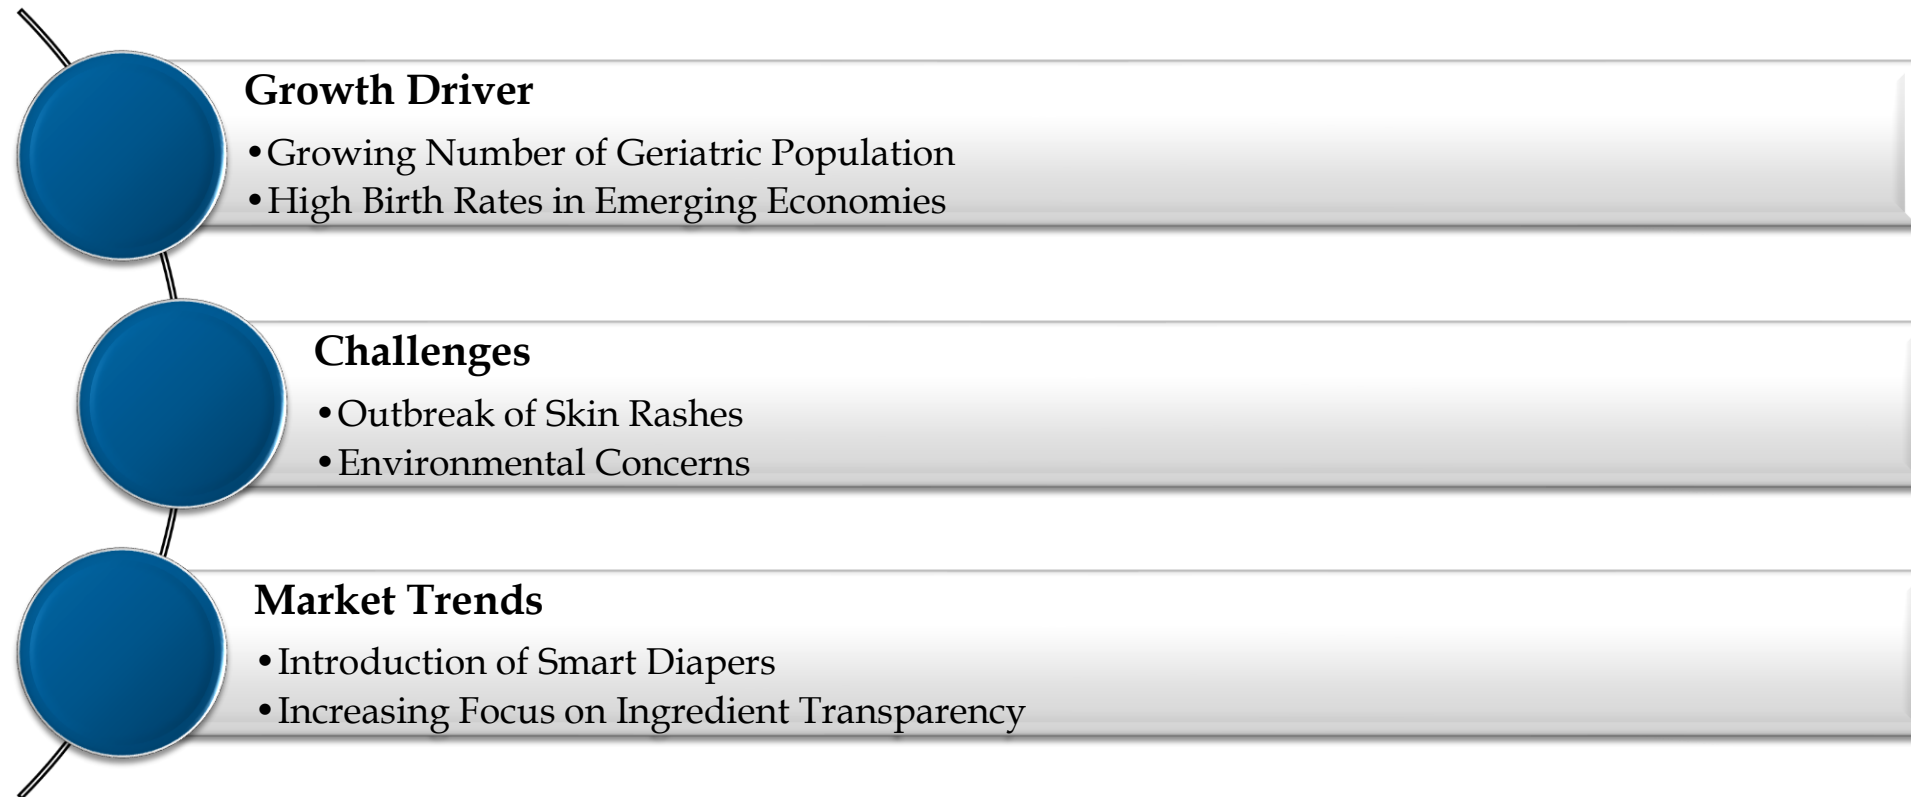 Growth Driver
•Growing Number of Geriatric Population
•High Birth Rates in Emerging Economies
Challenges
•Outbreak of Skin Rashes
•Environmental Concerns
Market Trends
•Introduction of Smart Diapers
•Increasing Focus on Ingredient Transparency